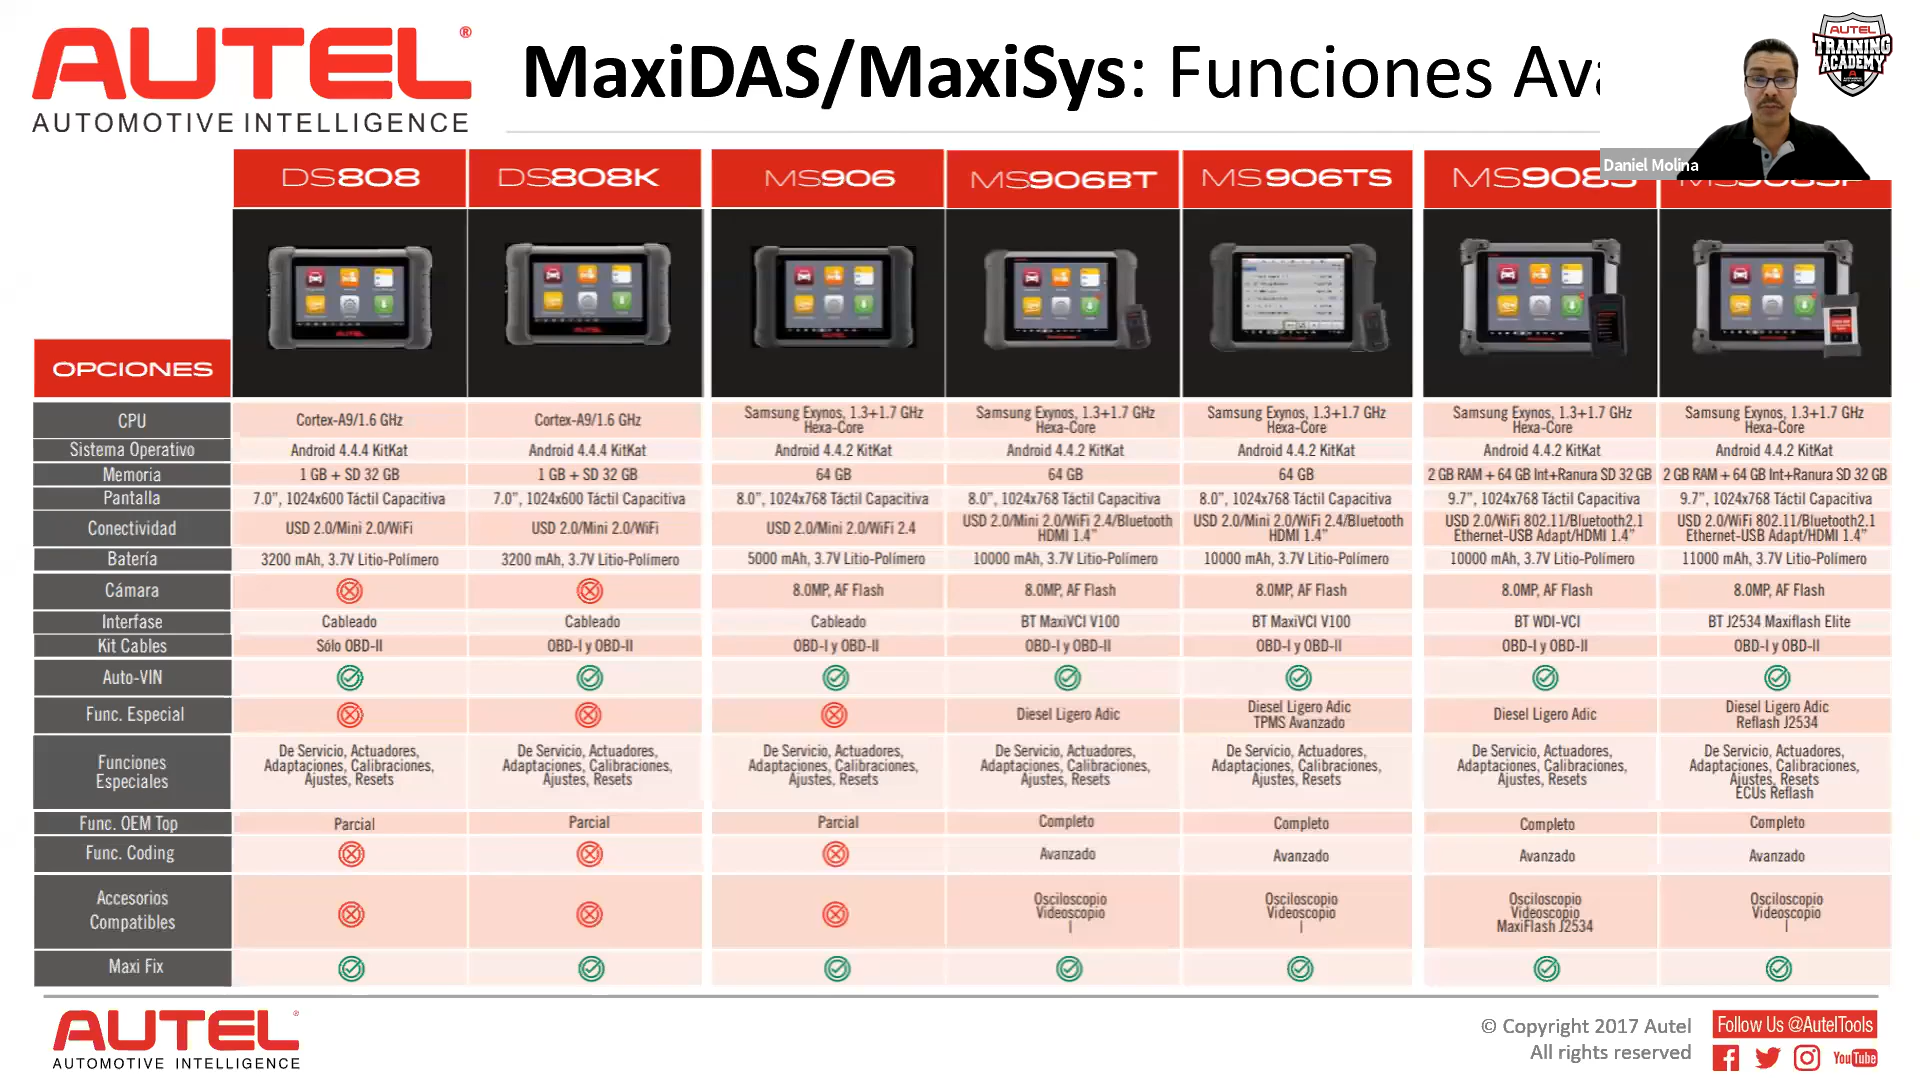 AUTEL®
AUTOMOTIVE INTELLIGENCE
MaxiDAS/MaxiSys: Funciones
AUTEL
TRAINING
ACADEMY
Daniel Molina
DS808 DS808K MS906 MS906BT MS906TS MS908S
OPCIONES
CPU Cortex-A9/1.6 GHz Cortex-A9/1.6 GHz Samsung Exynos, 1.3+1.7 GHz Hexa-Core Samsung Exynos, 1.3+1.7 GHz Hexa-Core Samsung Exynos, 1.3+1.7 GHz Hexa-Core Samsung Exynos, 1.3+1.7 GHz Hexa-Core Samsung Exynos, 1.3+1.7 GHz Hexa-Core
Sistema Operativo Android 4.4.4 KitKat Android 4.4.4 KitKat Android 4.4.2 KitKat Android 4.4.2 KitKat Android 4.4.2 KitKat Android 4.4.2 KitKat Android 4.4.2 KitKat
Memoria 1 GB + SD 32 GB 1 GB + SD 32 GB 64 GB 64 GB 64 GB 2 GB RAM + 64 GB Int+Ranura SD 32 GB 2 GB RAM + 64 GB Int+Ranura SD 32 GB
Pantalla 7.0”, 1024x600 Táctil Capacitiva 7.0”, 1024x600 Táctil Capacitiva 8.0”, 1024x768 Táctil Capacitiva 8.0”, 1024x768 Táctil Capacitiva 8.0”, 1024x768 Táctil Capacitiva 9.7”, 1024x768 Táctil Capacitiva 9.7”, 1024x768 Táctil Capacitiva
Conectividad USD 2.0/Mini 2.0/WiFi USD 2.0/Mini 2.0/WiFi USD 2.0/Mini 2.0/WiFi 2.4 USD 2.0/Mini 2.0/WiFi 2.4/Bluetooth HDMI 1.4” USD 2.0/Mini 2.0/WiFi 2.4/Bluetooth HDMI 1.4” USD 2.0/WiFi 802.11/Bluetooth2.1 Ethernet-USB Adapt/HDMI 1.4” USD 2.0/WiFi 802.11/Bluetooth2.1 Ethernet-USB Adapt/HDMI 1.4”
Batería 3200 mAh, 3.7V Litio-Polímero 3200 mAh, 3.7V Litio-Polímero 5000 mAh, 3.7V Litio-Polímero 10000 mAh, 3.7V Litio-Polímero 10000 mAh, 3.7V Litio-Polímero 10000 mAh, 3.7V Litio-Polímero 11000 mAh, 3.7V Litio-Polímero
Cámara 8.0MP, AF Flash 8.0MP, AF Flash 8.0MP, AF Flash 8.0MP, AF Flash 8.0MP, AF Flash
Interfase Cableado Cableado Cableado BT MaxiVCI V100 BT MaxiVCI V100 BT WDI-VCI BT J2534 Maxiflash Elite
Kit Cables Sólo OBD-II OBD-I y OBD-II OBD-I y OBD-II OBD-I y OBD-II OBD-I y OBD-II OBD-I y OBD-II OBD-I y OBD-II
Auto-VIN
Func. Especial Diesel Ligero Adic Diesel Ligero Adic TPMS Avanzado Diesel Ligero Adic Diesel Ligero Adic Reflash J2534
Funciones Especiales De Servicio, Actuadores, Adaptaciones, Calibraciones, Ajustes, Resets De Servicio, Actuadores, Adaptaciones, Calibraciones, Ajustes, Resets De Servicio, Actuadores, Adaptaciones, Calibraciones, Ajustes, Resets De Servicio, Actuadores, Adaptaciones, Calibraciones, Ajustes, Resets De Servicio, Actuadores, Adaptaciones, Calibraciones, Ajustes, Resets De Servicio, Actuadores, Adaptaciones, Calibraciones, Ajustes, Resets De Servicio, Actuadores, Adaptaciones, Calibraciones, Ajustes, Resets ECUs Reflash
Func. OEM Top Parcial Parcial Parcial Completo Completo Completo Completo
Func. Coding Avanzado Avanzado Avanzado Avanzado
Accesorios Compatibles Osciloscopio Videoscopio I Osciloscopio Videoscopio I Osciloscopio Videoscopio MaxiFlash J2534 Osciloscopio Videoscopio I
Maxi Fix
AUTEL®
AUTOMOTIVE INTELLIGENCE
© Copyright 2017 Autel
All rights reserved
Follow Us @AutelTools
YouTube